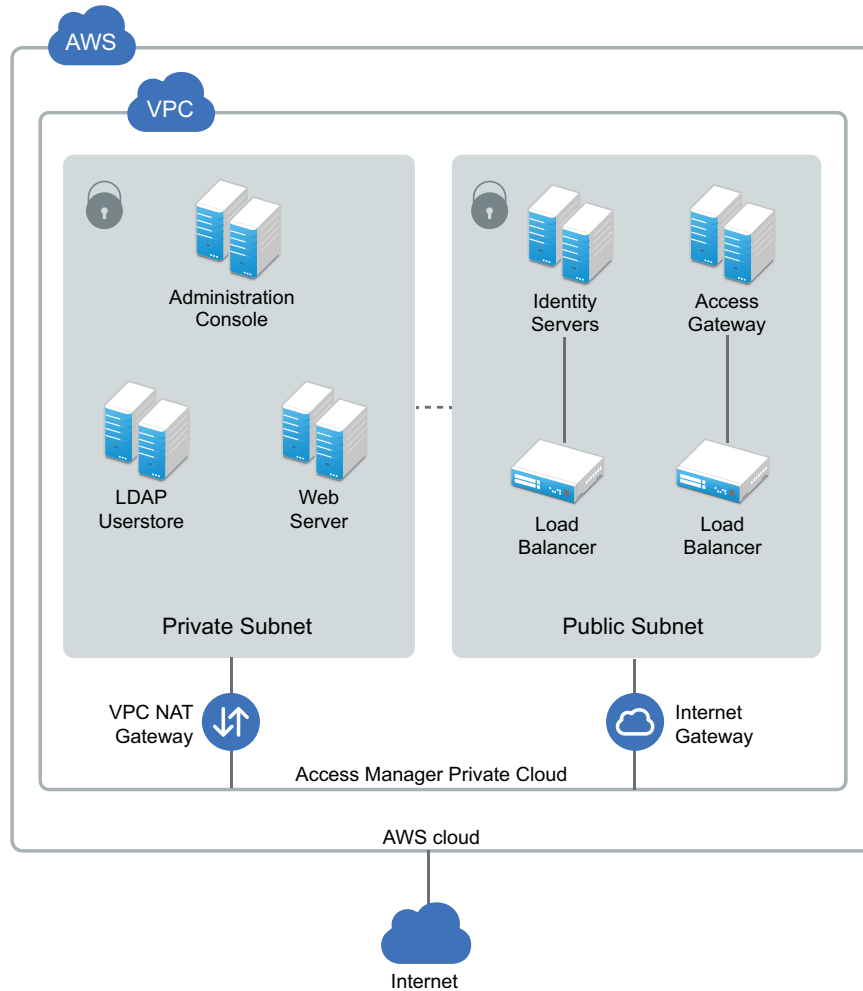 AWS
VPC
Administration
Console
Identity
Servers
Access
Gateway
LDAP
Userstore
Web
Server
Load
Balancer
Load
Balancer
Private Subnet
Public Subnet
VPC NAT
Gateway
Internet
Gateway
Access Manager Private Cloud
AWS cloud
Internet